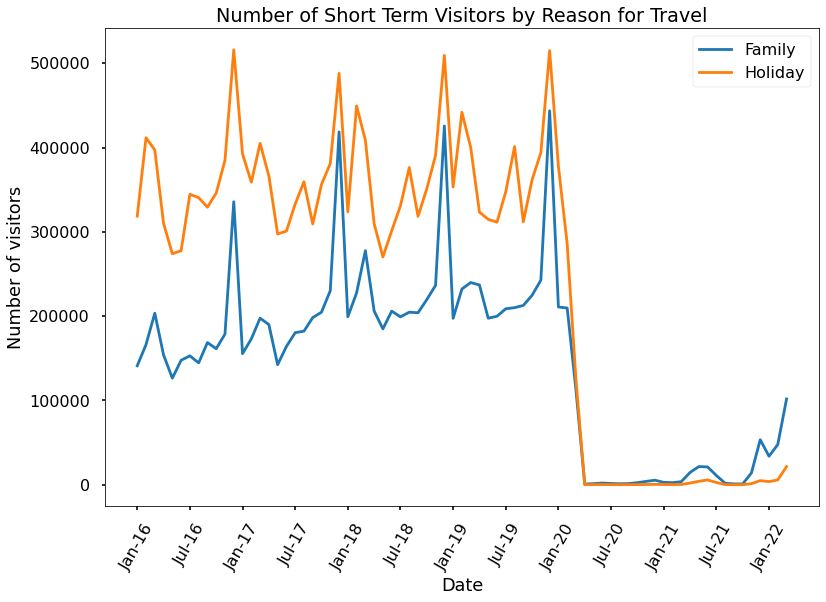 Number of Short Term Visitors by Reason for Travel
Family
Holiday
Number of visitors
500000
400000
300000
200000
100000
0
Jan-16
Jul-16
Jan-17
Jul-17
Jan-18
Jul-18
Jan-19
Jul-19
Jan-20
Jul-20
Jan-21
Jul-21
Jan-22
Date